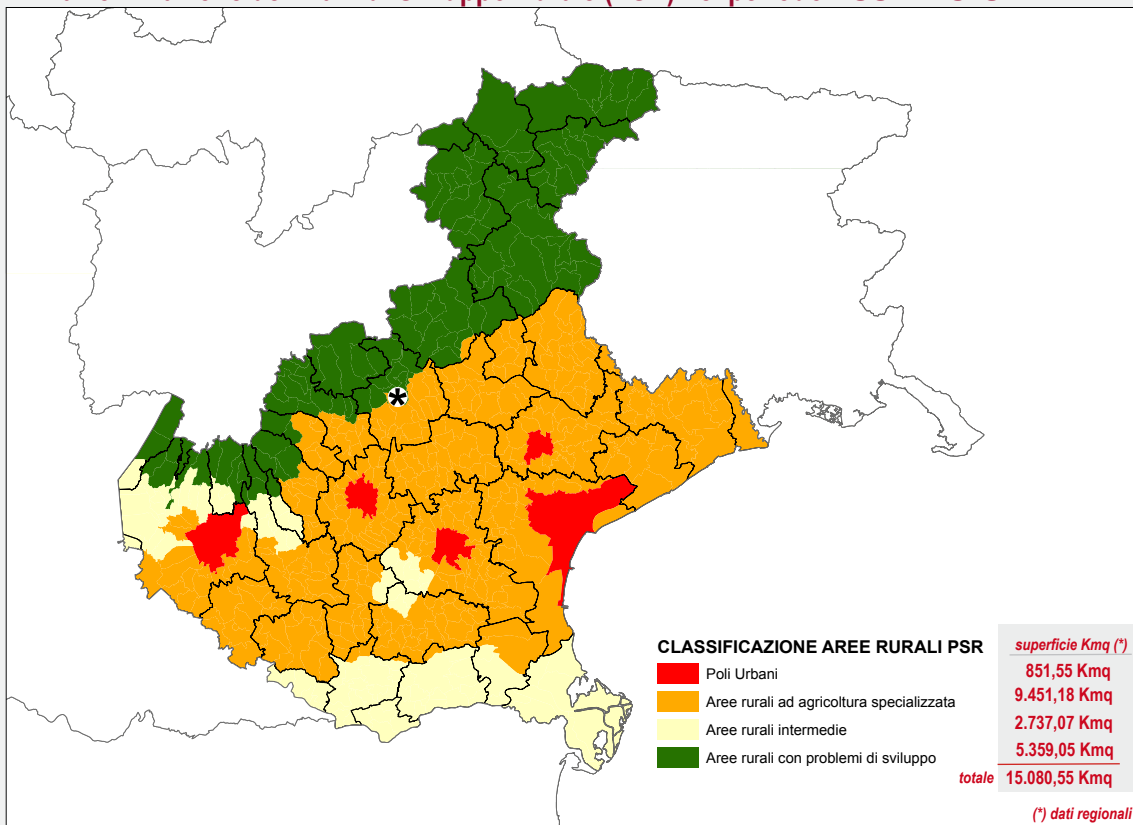 CLASSIFICAZIONE AREE RURALI PSR
superficie Kmq (*)
Poli Urbani
851,55 Kmq
Aree rurali ad agricoltura specializzata
9.451,18 Kmq
Aree rurali intermedie
2.737,07 Kmq
Aree rurali con problemi di sviluppo
5.359,05 Kmq
totale 15.080,55 Kmq
(*) dati regionali
*